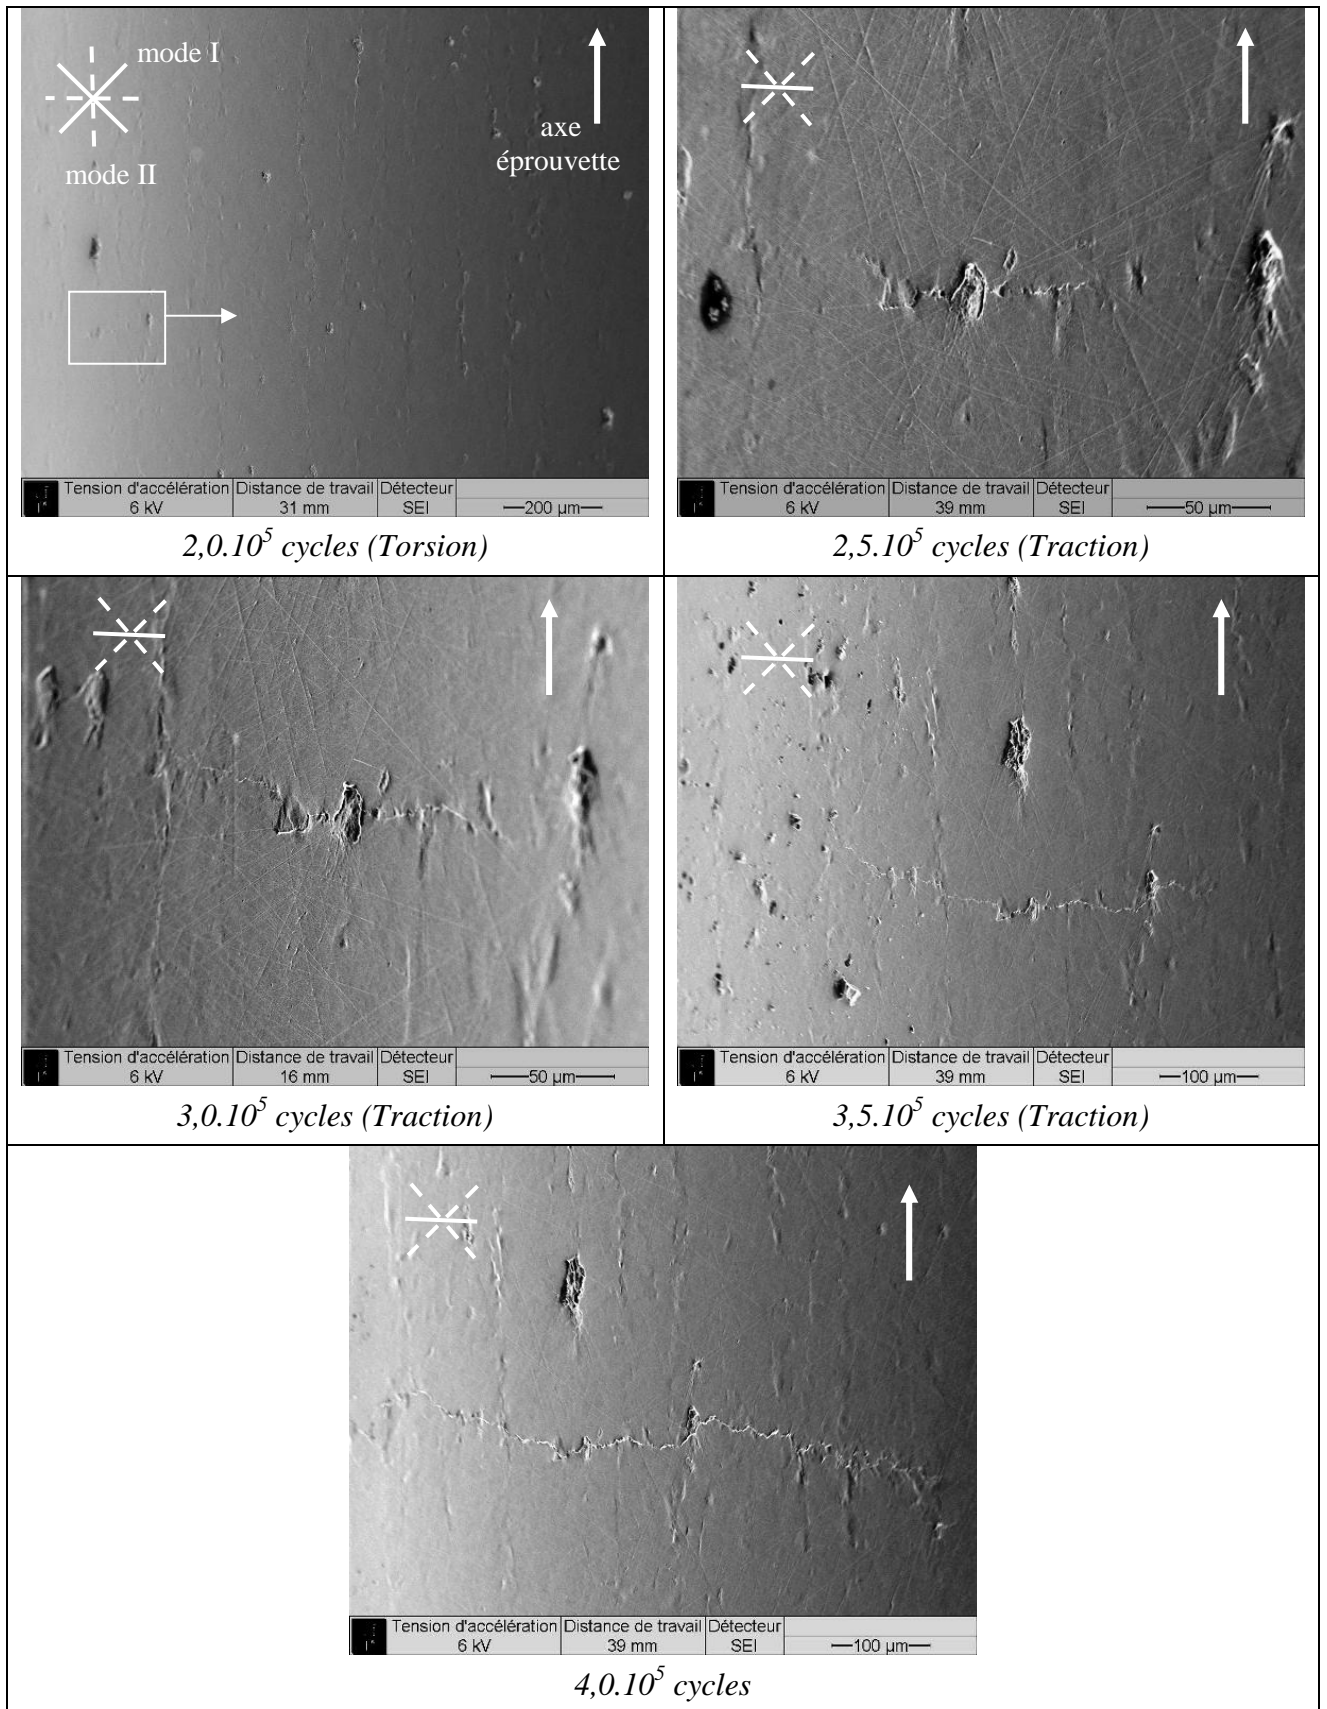 mode I
axe
éprouvette
mode II
Tension d'accélération Distance de travail Détecteur
6 kV 31 mm SEI 200 µm
2,0.10⁵ cycles (Torsion)
Tension d'accélération Distance de travail Détecteur
6 kV 39 mm SEI 50 µm
2,5.10⁵ cycles (Traction)
Tension d'accélération Distance de travail Détecteur
6 kV 16 mm SEI 50 µm
3,0.10⁵ cycles (Traction)
Tension d'accélération Distance de travail Détecteur
6 kV 39 mm SEI 100 µm
3,5.10⁵ cycles (Traction)
Tension d'accélération Distance de travail Détecteur
6 kV 39 mm SEI 100 µm
4,0.10⁵ cycles